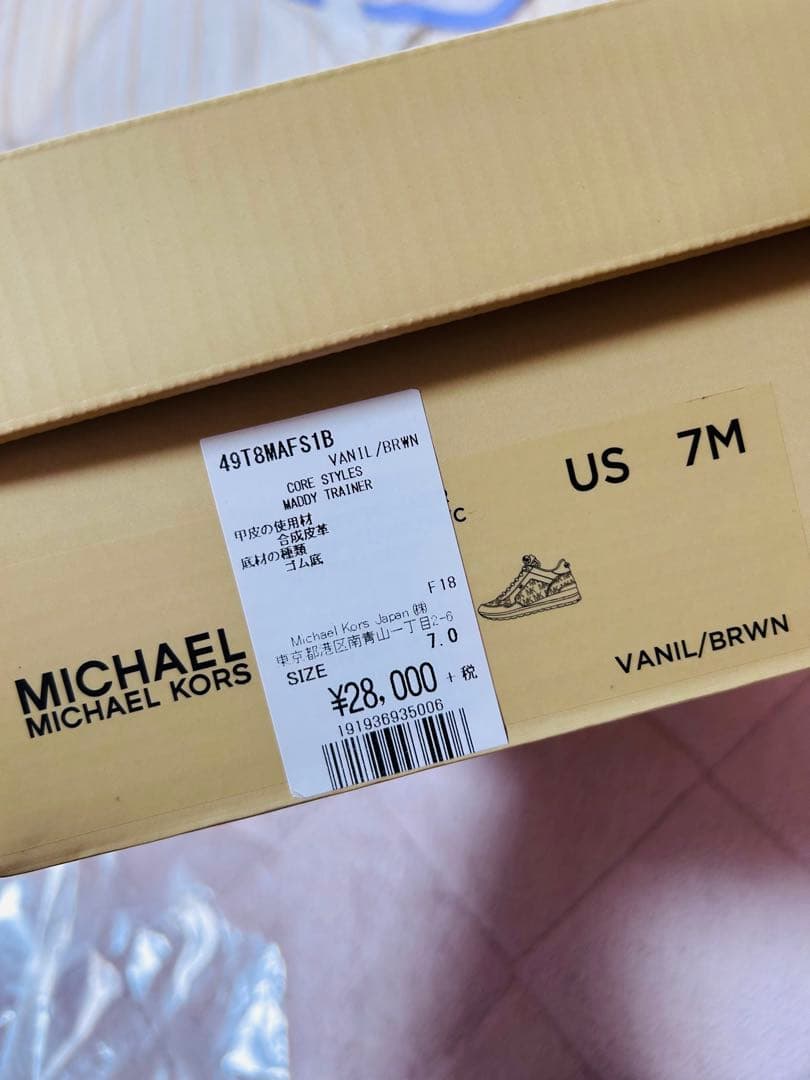 49T8MAFS1B
VANIL/BRWN
CORE STYLES
MADDY TRAINER
甲皮の使用材
合成皮革
底材の種類
ゴム底
F18
Michael Kors Japan ㈱
東京都港区南青山一丁目2-6
SIZE 7.0
¥28,000 +税
191936935006
C
US 7M
VANIL/BRWN
MICHAEL
MICHAEL KORS